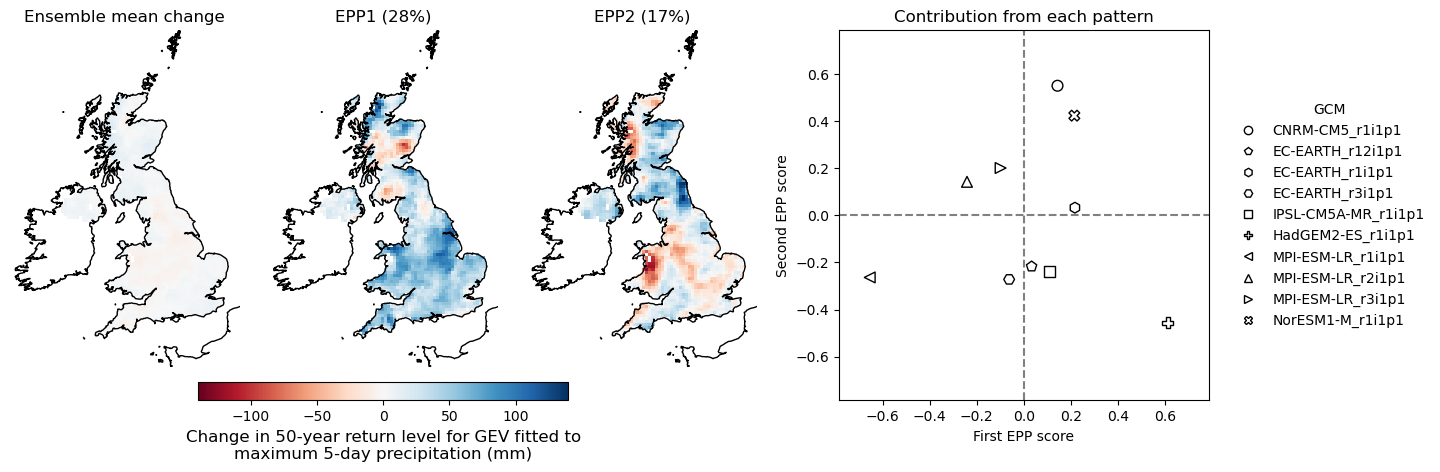 Ensemble mean change
EPP1 (28%)
EPP2 (17%)
Contribution from each pattern
Second EPP score
0.6
0.4
0.2
0.0
−0.2
−0.4
−0.6
−0.6
−0.4
−0.2
0.0
0.2
0.4
0.6
First EPP score
GCM
CNRM-CM5_r1i1p1
EC-EARTH_r12i1p1
EC-EARTH_r1i1p1
EC-EARTH_r3i1p1
IPSL-CM5A-MR_r1i1p1
HadGEM2-ES_r1i1p1
MPI-ESM-LR_r1i1p1
MPI-ESM-LR_r2i1p1
MPI-ESM-LR_r3i1p1
NorESM1-M_r1i1p1
−100
−50
0
50
100
Change in 50-year return level for GEV fitted to
maximum 5-day precipitation (mm)